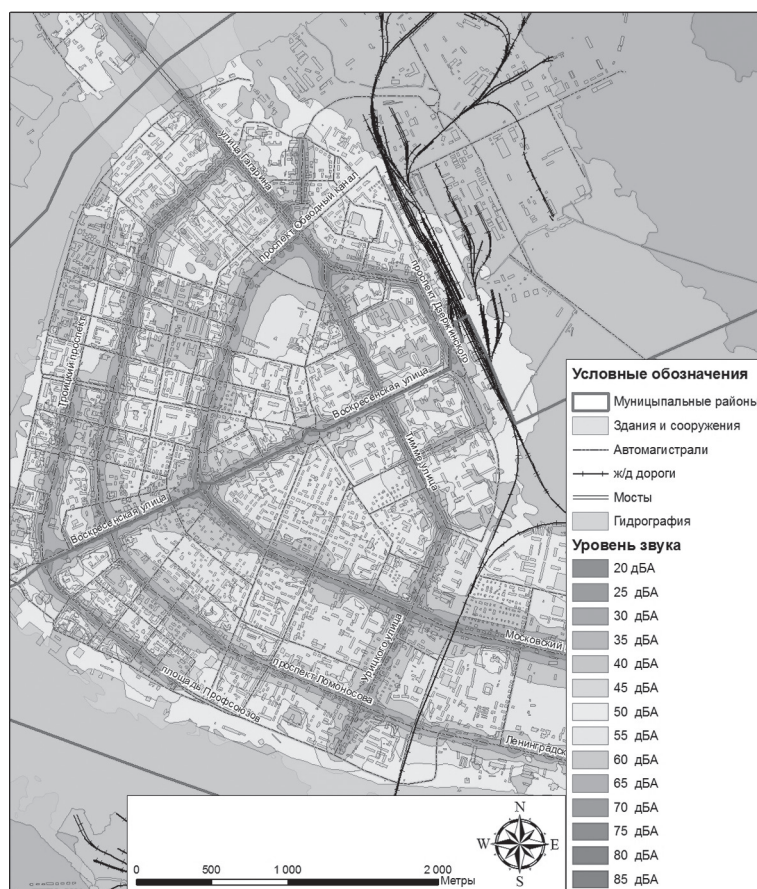 улица Гагарина
проспект Обводный канал
проспект Дзержинского
Троицкий проспект
Воскресенская улица
Тимме улица
Воскресенская улица
Урицкого улица
Московский
проспект Ломоносова
площадь Профсоюзов
Ленинградск
Условные обозначения
Муницыпальные районы
Здания и сооружения
Автомагистрали
ж/д дороги
Мосты
Гидрография
Уровень звука
20 дБА
25 дБА
30 дБА
35 дБА
40 дБА
45 дБА
50 дБА
55 дБА
60 дБА
65 дБА
70 дБА
75 дБА
80 дБА
85 дБА
N
W E
S
0 500 1 000 2 000
Метры